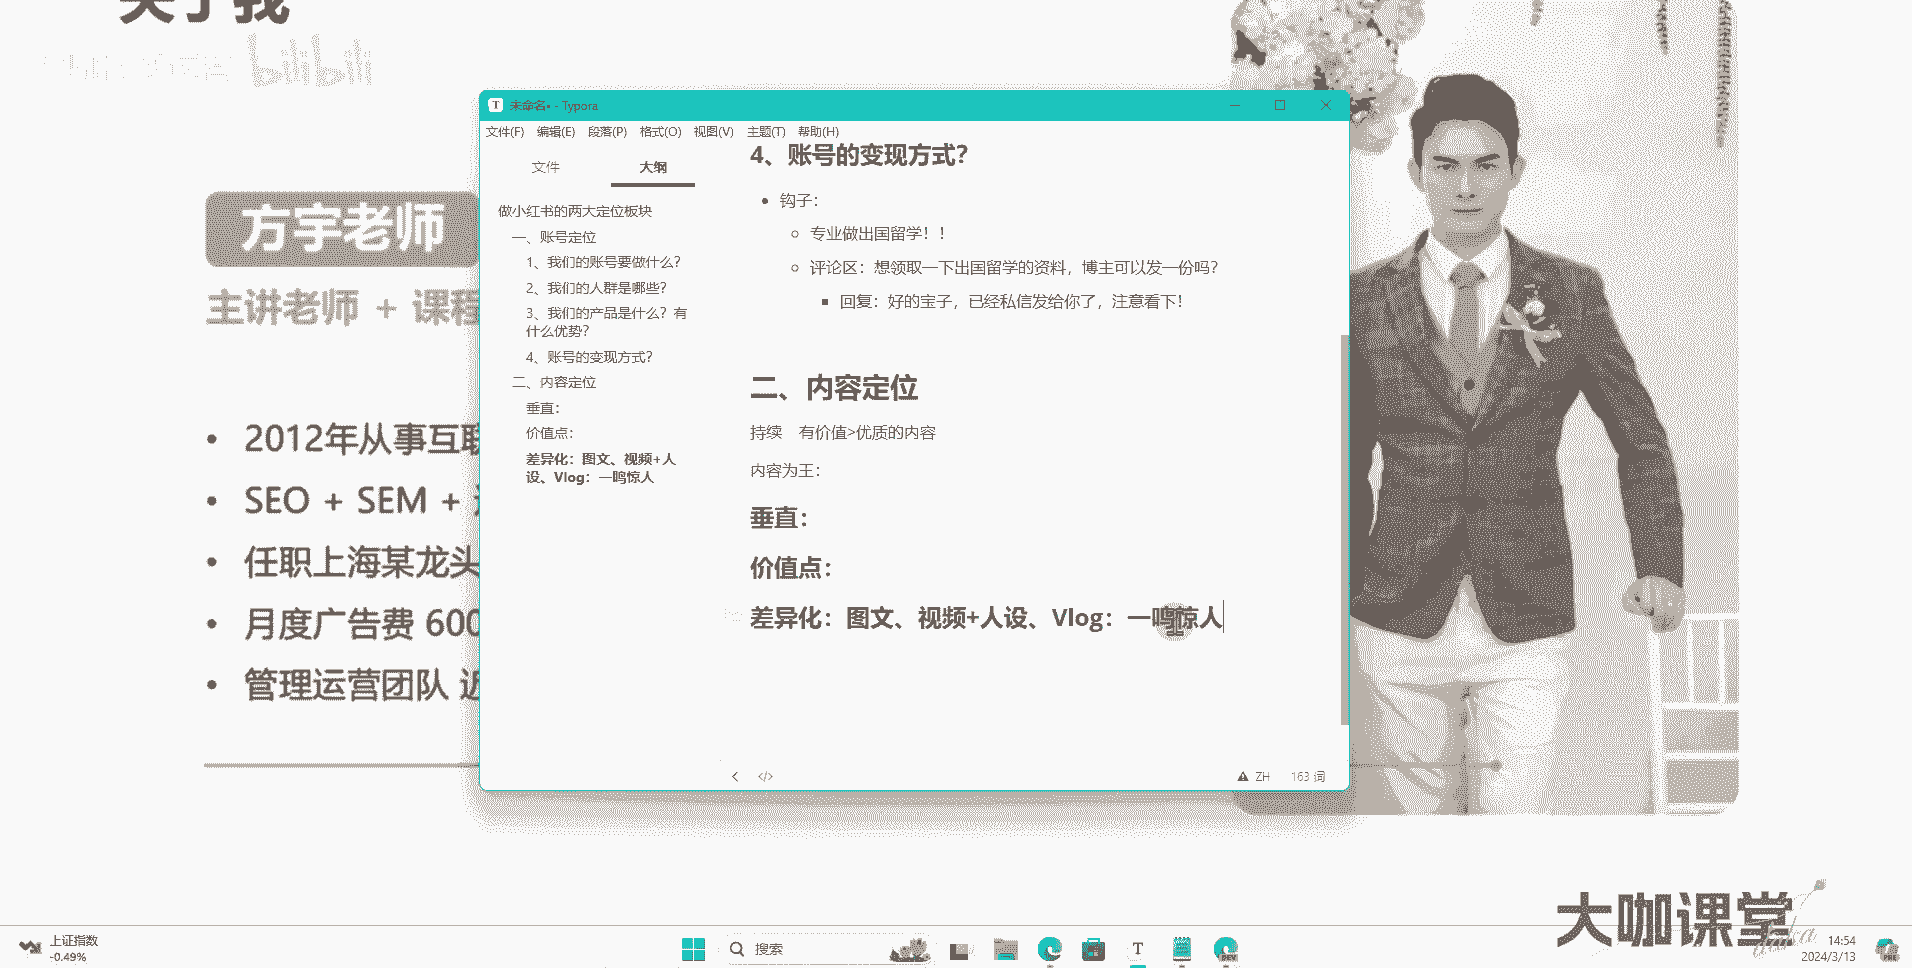 关于我
bilibili
方宇老师
主讲老师 + 课程
2012年从事互联
SEO + SEM +
任职上海某龙头
月度广告费 600
管理运营团队 近
未命名• - Typora
文件(F) 编辑(E) 段落(P) 格式(O) 视图(V) 主题(T) 帮助(H)
文件 大纲
做小红书的两大定位板块
一、账号定位
1、我们的账号要做什么？
2、我们的人群是哪些？
3、我们的产品是什么？有
什么优势？
4、账号的变现方式？
二、内容定位
垂直：
价值点：
差异化：图文、视频+人
设、Vlog：一鸣惊人
4、账号的变现方式？
钩子：
专业做出国留学！！
评论区：想领取一下出国留学的资料，博主可以发一份吗？
回复：好的宝子，已经私信发给你了，注意看下！
二、内容定位
持续 有价值>优质的内容
内容为王：
垂直：
价值点：
差异化：图文、视频+人设、Vlog：一鸣惊人
ZH 163 词
大咖课堂
上证指数
-0.49%
搜索
T
DEV
14:54
2024/3/13
PRE